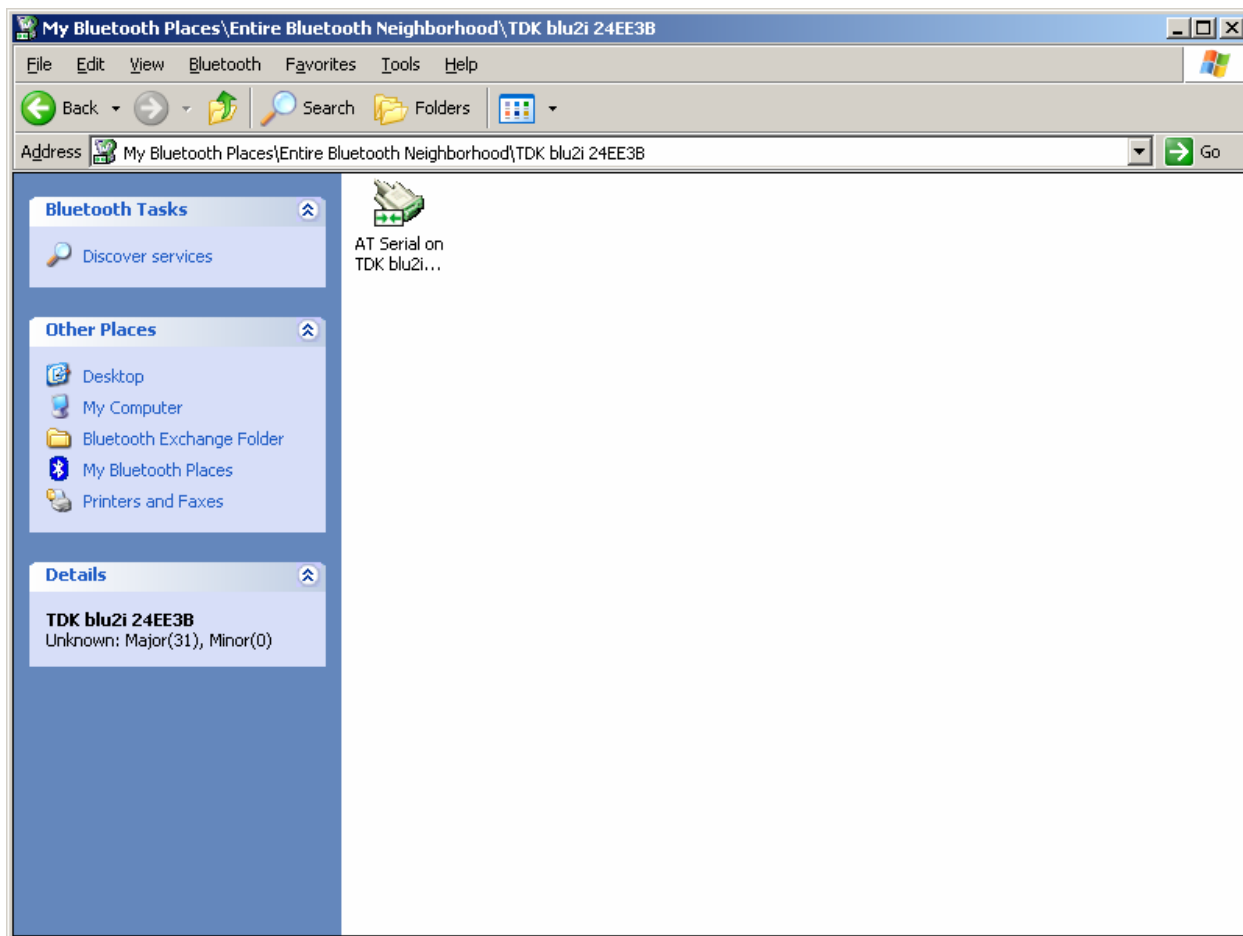 My Bluetooth Places\Entire Bluetooth Neighborhood\TDK blu2i 24EE3B
File Edit View Bluetooth Favorites Tools Help
Back Search Folders
Address My Bluetooth Places\Entire Bluetooth Neighborhood\TDK blu2i 24EE3B Go
Bluetooth Tasks
Discover services
Other Places
Desktop
My Computer
Bluetooth Exchange Folder
My Bluetooth Places
Printers and Faxes
Details
TDK blu2i 24EE3B
Unknown: Major(31), Minor(0)
AT Serial on
TDK blu2i...